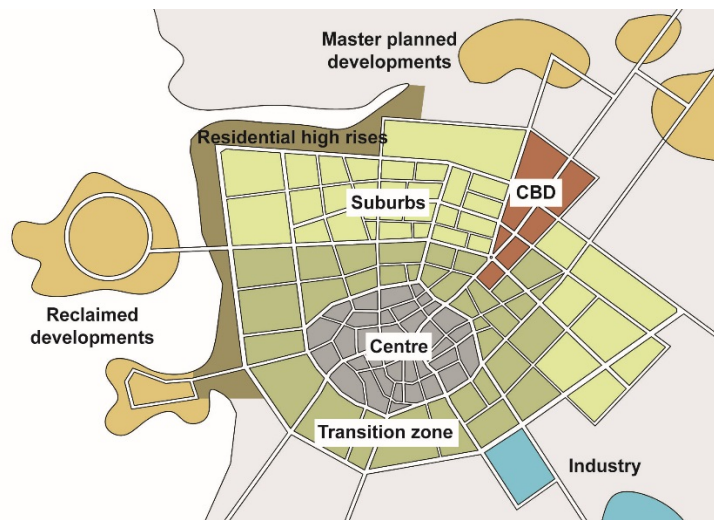 Master planned
developments
Residential high rises
CBD
Suburbs
Reclaimed
developments
Centre
Transition zone
Industry